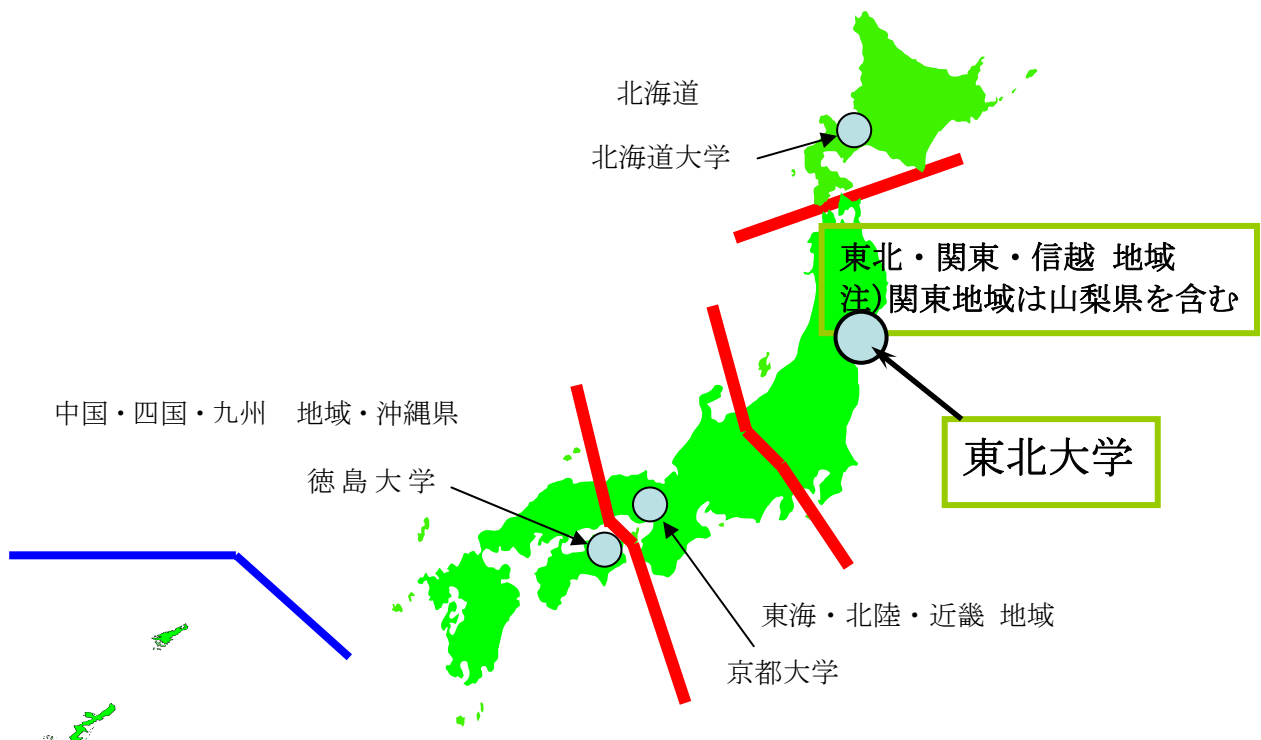 北海道
北海道大学
東北・関東・信越 地域
注)関東地域は山梨県を含む
中国・四国・九州　地域・沖縄県
東北大学
徳島大学
東海・北陸・近畿 地域
京都大学